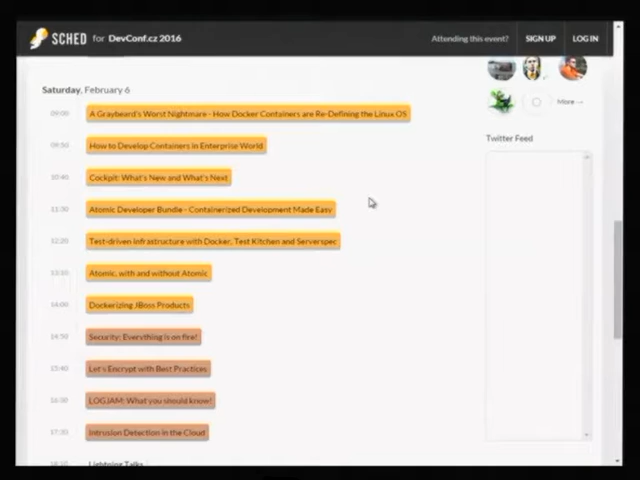 SCHED for DevConf.cz 2016
Attending this event? SIGN UP LOG IN
Saturday, February 6
More →
09:00 A Graybeard's Worst Nightmare - How Docker Containers are Re-Defining the Linux OS
Twitter Feed
09:50 How to Develop Containers in Enterprise World
10:40 Cockpit: What's New and What's Next
11:30 Atomic Developer Bundle - Containerized Development Made Easy
12:20 Test-driven infrastructure with Docker, Test Kitchen and Serverspec
13:10 Atomic, with and without Atomic
14:00 Dockerizing JBoss Products
14:50 Security: Everything is on fire!
15:40 Let's Encrypt with Best Practices
16:30 LOGJAM: What you should know!
17:20 Intrusion Detection in the Cloud
Lightning Talks